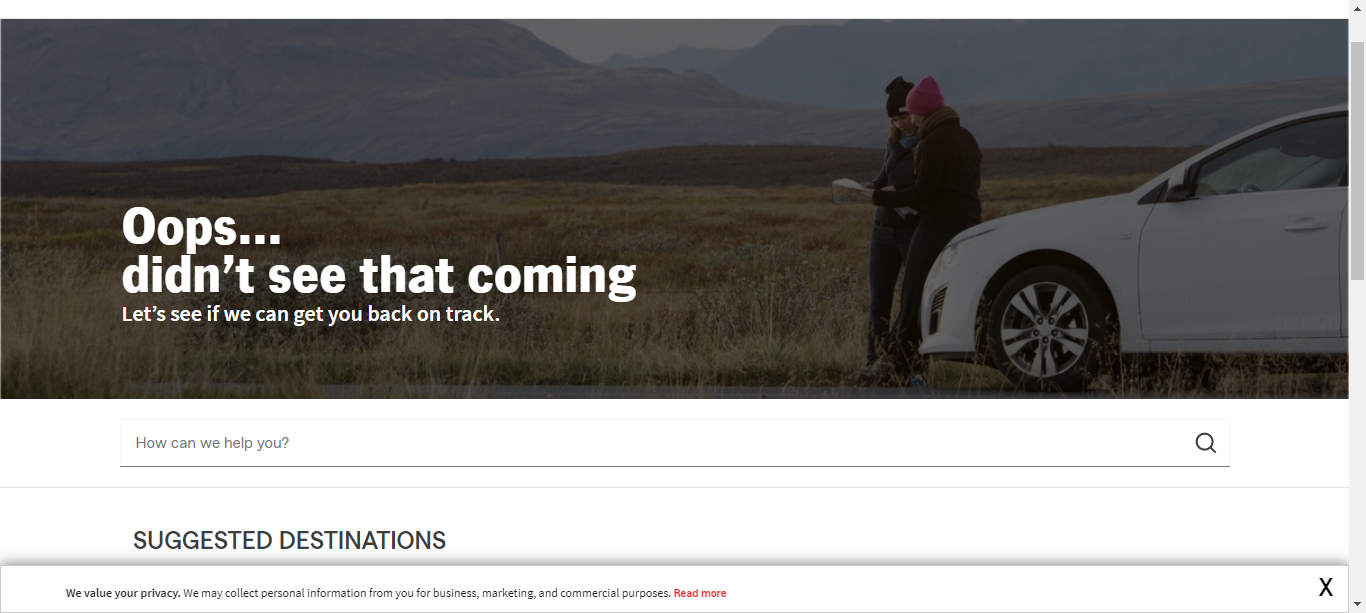 Oops...
didn’t see that coming
Let’s see if we can get you back on track.
How can we help you?
SUGGESTED DESTINATIONS
We value your privacy. We may collect personal information from you for business, marketing, and commercial purposes. Read more
X